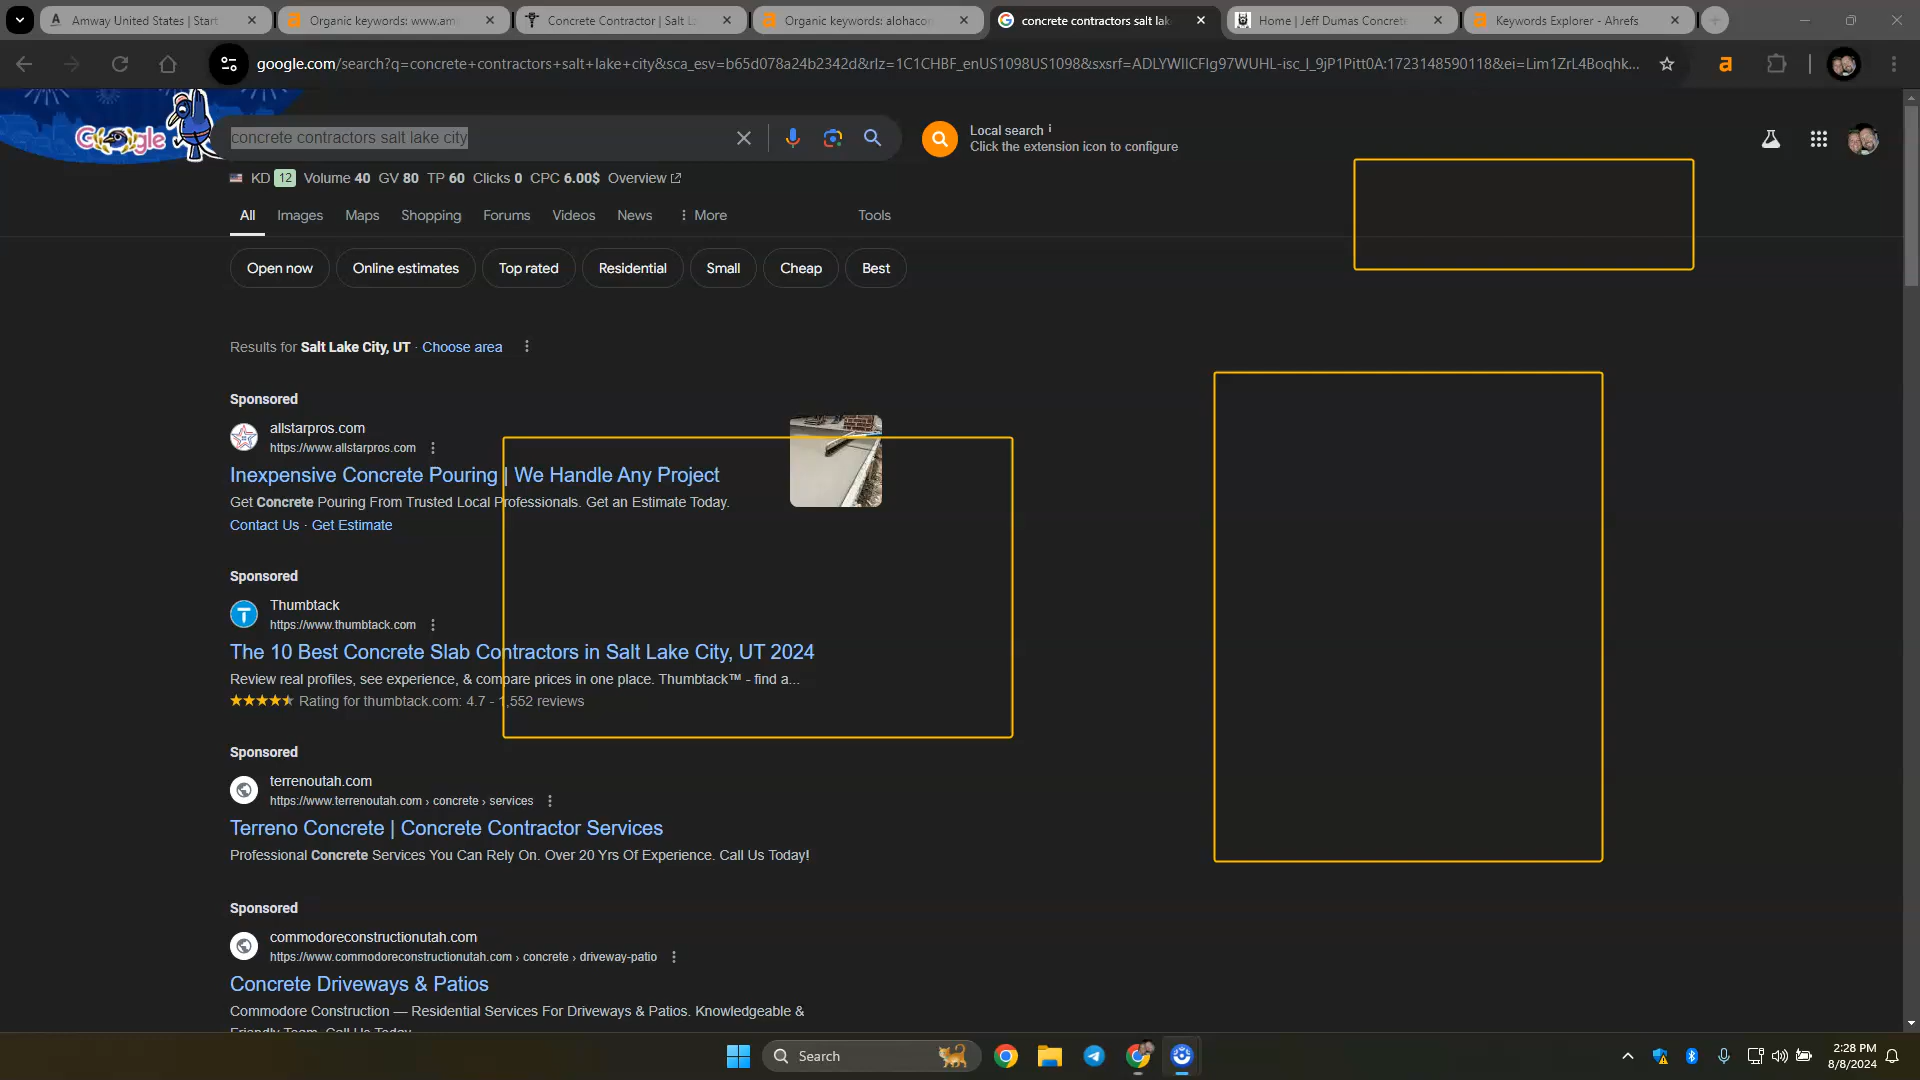 Amway United States | Start
Organic keywords: www.am
Concrete Contractor | Salt L
Organic keywords: alohaco
concrete contractors salt lak
Home | Jeff Dumas Concrete
Keywords Explorer - Ahrefs
google.com/search?q=concrete+contractors+salt+lake+city&sca_esv=b65d078a24b2342d&rlz=1C1CHBF_enUS1098US1098&sxsrf=ADLYWIICFIg97WUHL-isc_I_9jP1Pitt0A:1723148590118&ei=Lim1ZrL4Boqhk...
Google
concrete contractors salt lake city
Local search i
Click the extension icon to configure
KD 12 Volume 40 GV 80 TP 60 Clicks 0 CPC 6.00$ Overview
All Images Maps Shopping Forums Videos News More Tools
Open now Online estimates Top rated Residential Small Cheap Best
Results for Salt Lake City, UT · Choose area
Sponsored
allstarpros.com
https://www.allstarpros.com
Inexpensive Concrete Pouring | We Handle Any Project
Get Concrete Pouring From Trusted Local Professionals. Get an Estimate Today.
Contact Us · Get Estimate
Sponsored
Thumbtack
https://www.thumbtack.com
The 10 Best Concrete Slab Contractors in Salt Lake City, UT 2024
Review real profiles, see experience, & compare prices in one place. Thumbtack™ - find a...
Rating for thumbtack.com: 4.7 - 1,552 reviews
Sponsored
terrenoutah.com
https://www.terrenoutah.com › concrete › services
Terreno Concrete | Concrete Contractor Services
Professional Concrete Services You Can Rely On. Over 20 Yrs Of Experience. Call Us Today!
Sponsored
commodoreconstructionutah.com
https://www.commodoreconstructionutah.com › concrete › driveway-patio
Concrete Driveways & Patios
Commodore Construction — Residential Services For Driveways & Patios. Knowledgeable &
Friendly Team. Call Us Today
Search
2:28 PM
8/8/2024